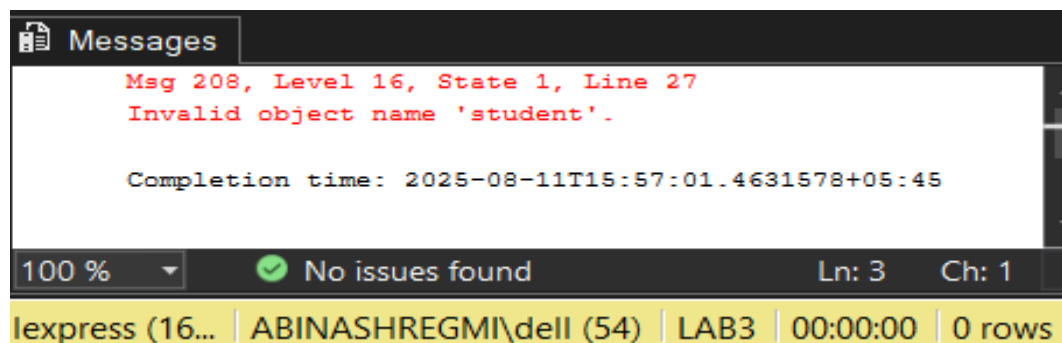 Messages
Msg 208, Level 16, State 1, Line 27
Invalid object name 'student'.
Completion time: 2025-08-11T15:57:01.4631578+05:45
100 % No issues found Ln: 3 Ch: 1
lexpress (16... ABINASHREGMI\dell (54) LAB3 00:00:00 0 rows